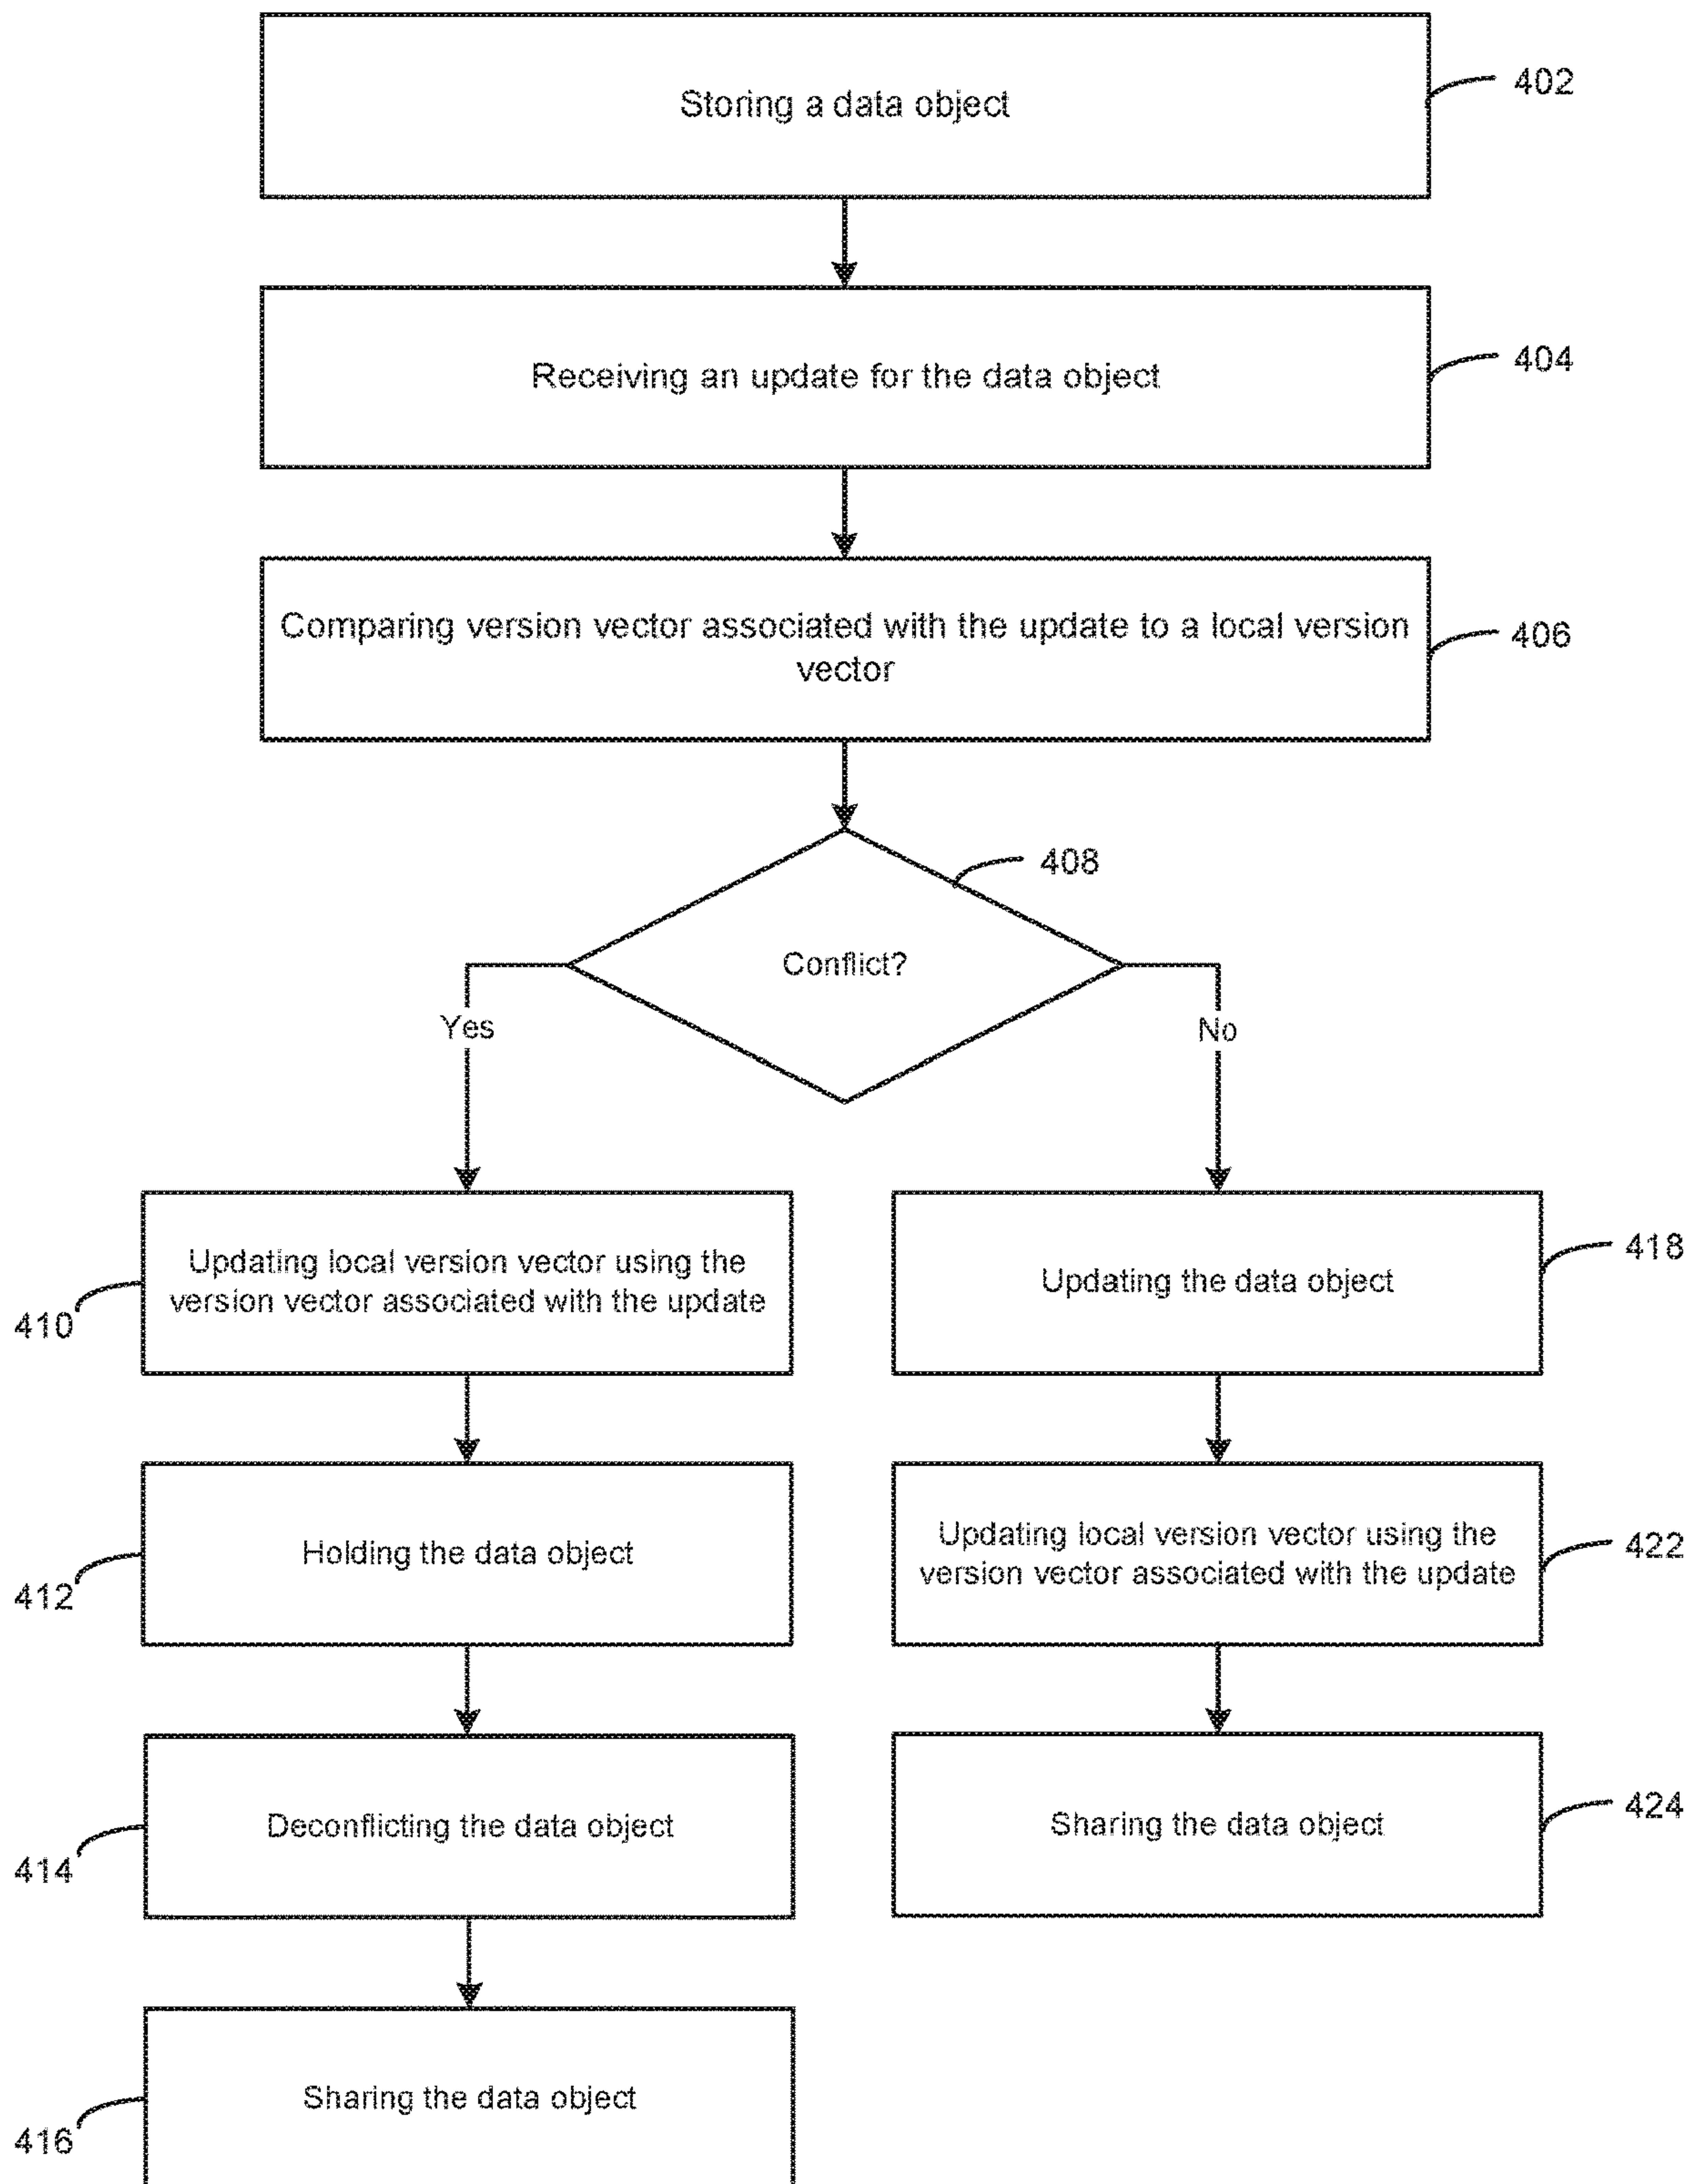 Storing a data object
402
Receiving an update for the data object
404
Comparing version vector associated with the update to a local version
vector
406
408
Conflict?
Yes
No
Updating local version vector using the
version vector associated with the update
410
Updating the data object
418
Holding the data object
412
Updating local version vector using the
version vector associated with the update
422
Deconflicting the data object
414
Sharing the data object
424
Sharing the data object
416